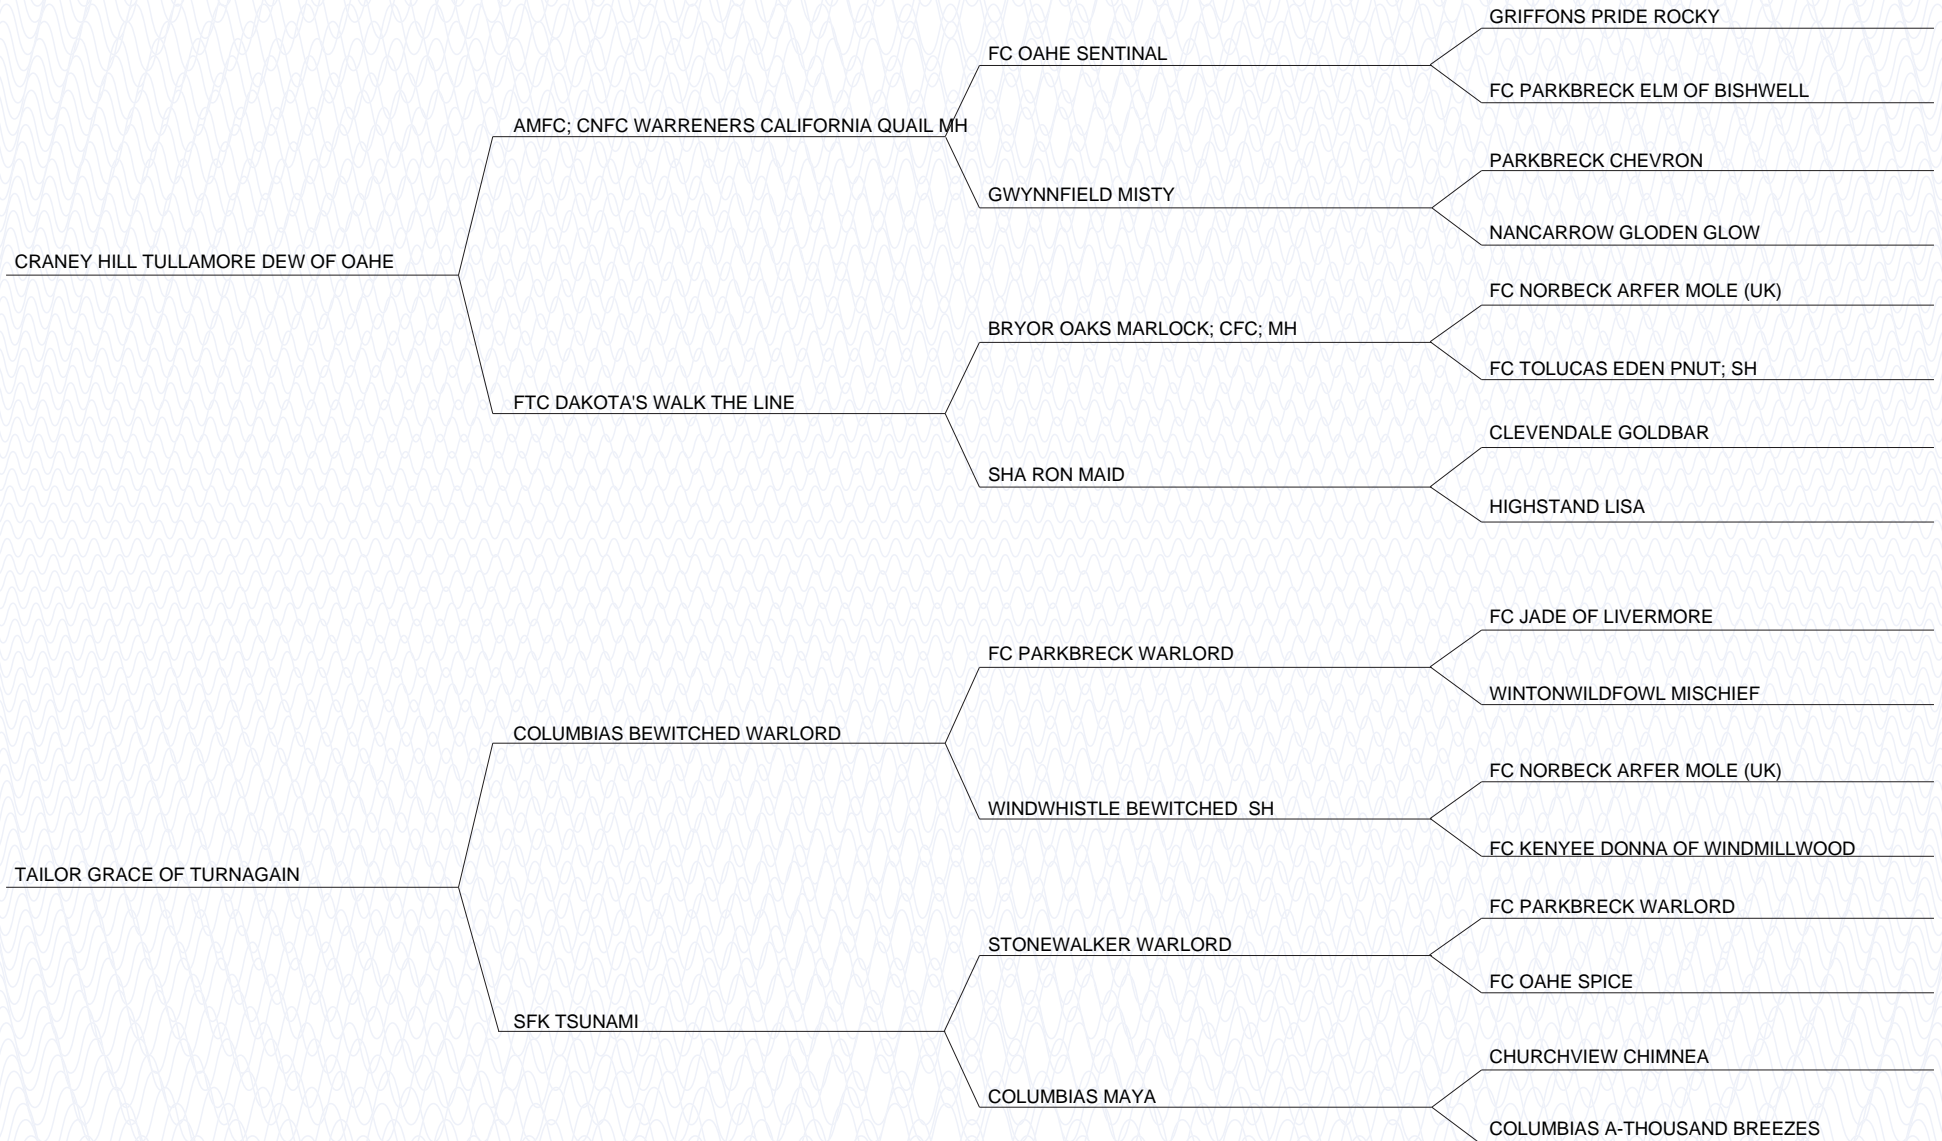 GRIFFONS PRIDE ROCKY
FC OAHE SENTINAL
FC PARKBRECK ELM OF BISHWELL
AMFC; CNFC WARRENERS CALIFORNIA QUAIL MH
PARKBRECK CHEVRON
GWYNNFIELD MISTY
NANCARROW GLODEN GLOW
CRANEY HILL TULLAMORE DEW OF OAHE
FC NORBECK ARFER MOLE (UK)
BRYOR OAKS MARLOCK; CFC; MH
FC TOLUCAS EDEN PNUT; SH
FTC DAKOTA'S WALK THE LINE
CLEVENDALE GOLDBAR
SHA RON MAID
HIGHSTAND LISA
FC JADE OF LIVERMORE
FC PARKBRECK WARLORD
WINTONWILDFOWL MISCHIEF
COLUMBIAS BEWITCHED WARLORD
FC NORBECK ARFER MOLE (UK)
WINDWHISTLE BEWITCHED  SH
FC KENYEE DONNA OF WINDMILLWOOD
TAILOR GRACE OF TURNAGAIN
FC PARKBRECK WARLORD
STONEWALKER WARLORD
FC OAHE SPICE
SFK TSUNAMI
CHURCHVIEW CHIMNEA
COLUMBIAS MAYA
COLUMBIAS A-THOUSAND BREEZES